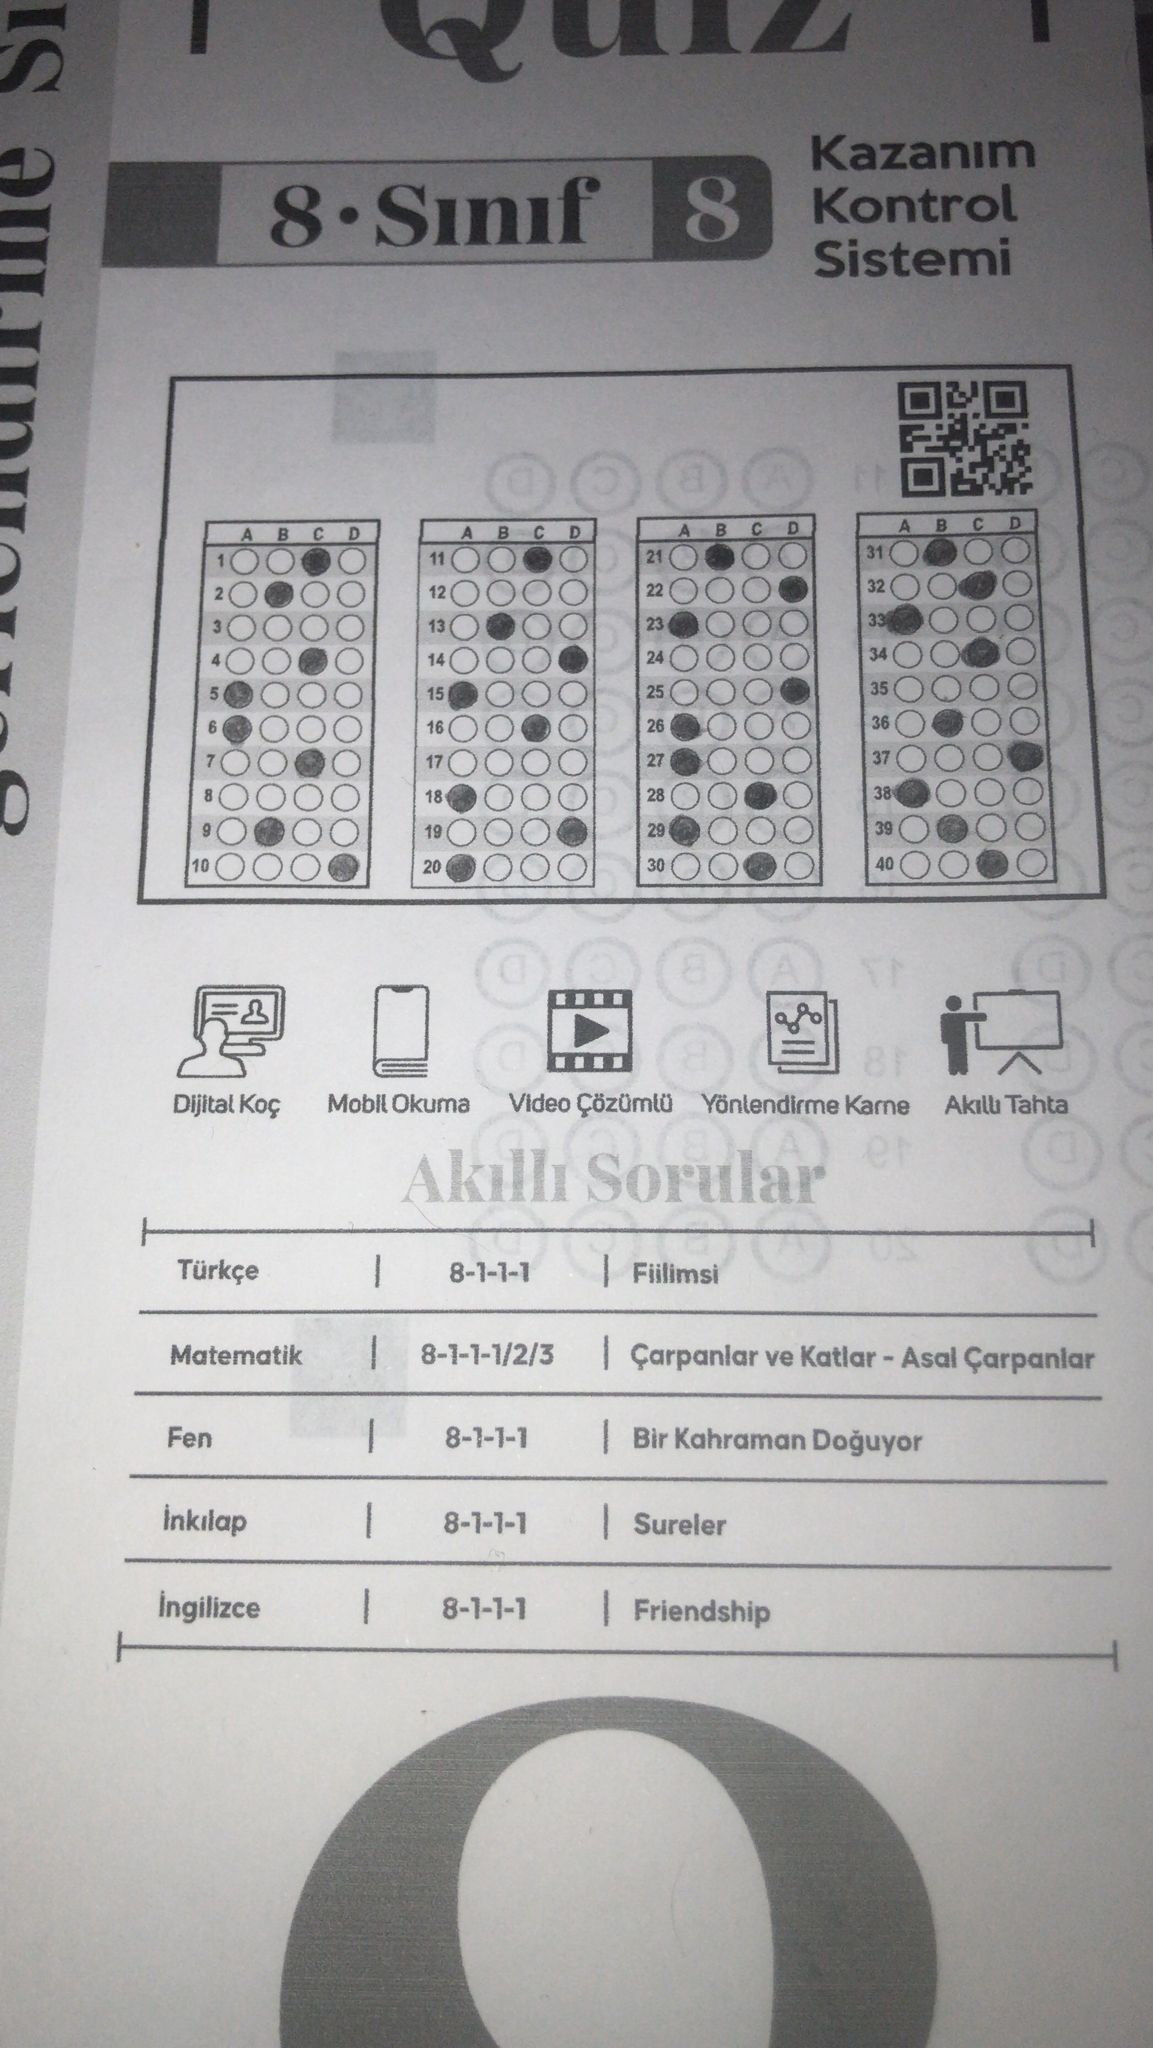 Quiz
8 • Sınıf 8
Kazanım
Kontrol
Sistemi
A B C D
1
2
3
4
5
6
7
8
9
10
A B C D
11
12
13
14
15
16
17
18
19
20
A B C D
21
22
23
24
25
26
27
28
29
30
A B C D
31
32
33
34
35
36
37
38
39
40
Dijital Koç
Mobil Okuma
Video Çözümlü
Yönlendirme Karne
Akıllı Tahta
Akıllı Sorular
Türkçe | 8-1-1-1 | Fiilimsi
Matematik | 8-1-1-1/2/3 | Çarpanlar ve Katlar - Asal Çarpanlar
Fen | 8-1-1-1 | Bir Kahraman Doğuyor
İnkılap | 8-1-1-1 | Sureler
İngilizce | 8-1-1-1 | Friendship